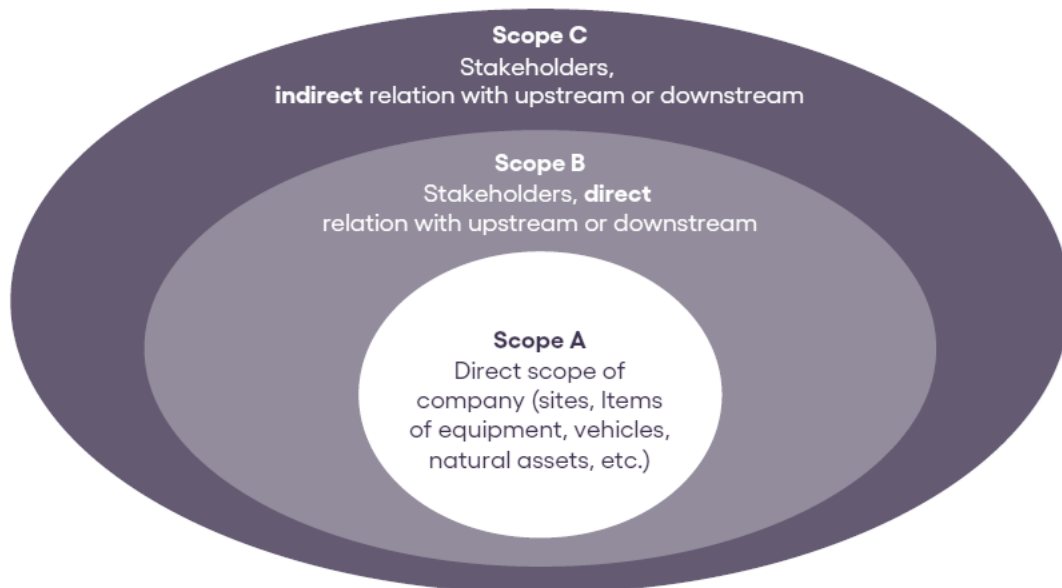 Scope C
Stakeholders,
indirect relation with upstream or downstream
Scope B
Stakeholders, direct
relation with upstream or downstream
Scope A
Direct scope of
company (sites, Items
of equipment, vehicles,
natural assets, etc.)